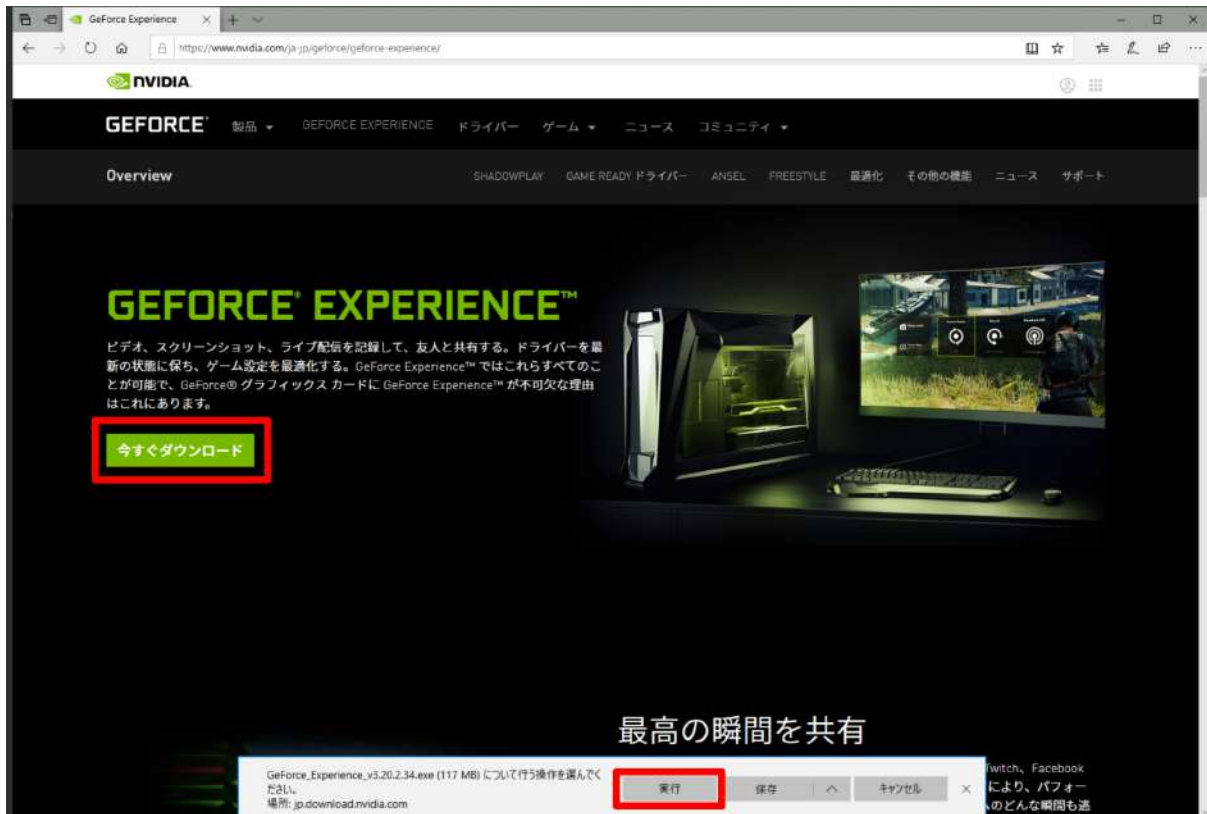 GeForce Experience
https://www.nvidia.com/ja-jp/geforce/geforce-experience/
NVIDIA.
GEFORCE® 製品 GEFORCE EXPERIENCE ドライバー ゲーム ニュース コミュニティ
Overview SHADOWPLAY GAME READY ドライバー ANSEL FREESTYLE 最適化 その他の機能 ニュース サポート
GEFORCE® EXPERIENCE™
ビデオ、スクリーンショット、ライブ配信を記録して、友人と共有する。ドライバーを最
新の状態に保ち、ゲーム設定を最適化する。GeForce Experience™ ではこれらすべてのこ
とが可能で、GeForce® グラフィックス カードに GeForce Experience™ が不可欠な理由
はこれにあります。
今すぐダウンロード
最高の瞬間を共有
Twitch、Facebook
により、パフォー
のどんな瞬間も逃
GeForce_Experience_v3.20.2.34.exe (117 MB) について行う操作を選んでく
ださい。
場所: jp.download.nvidia.com
実行 保存 キャンセル